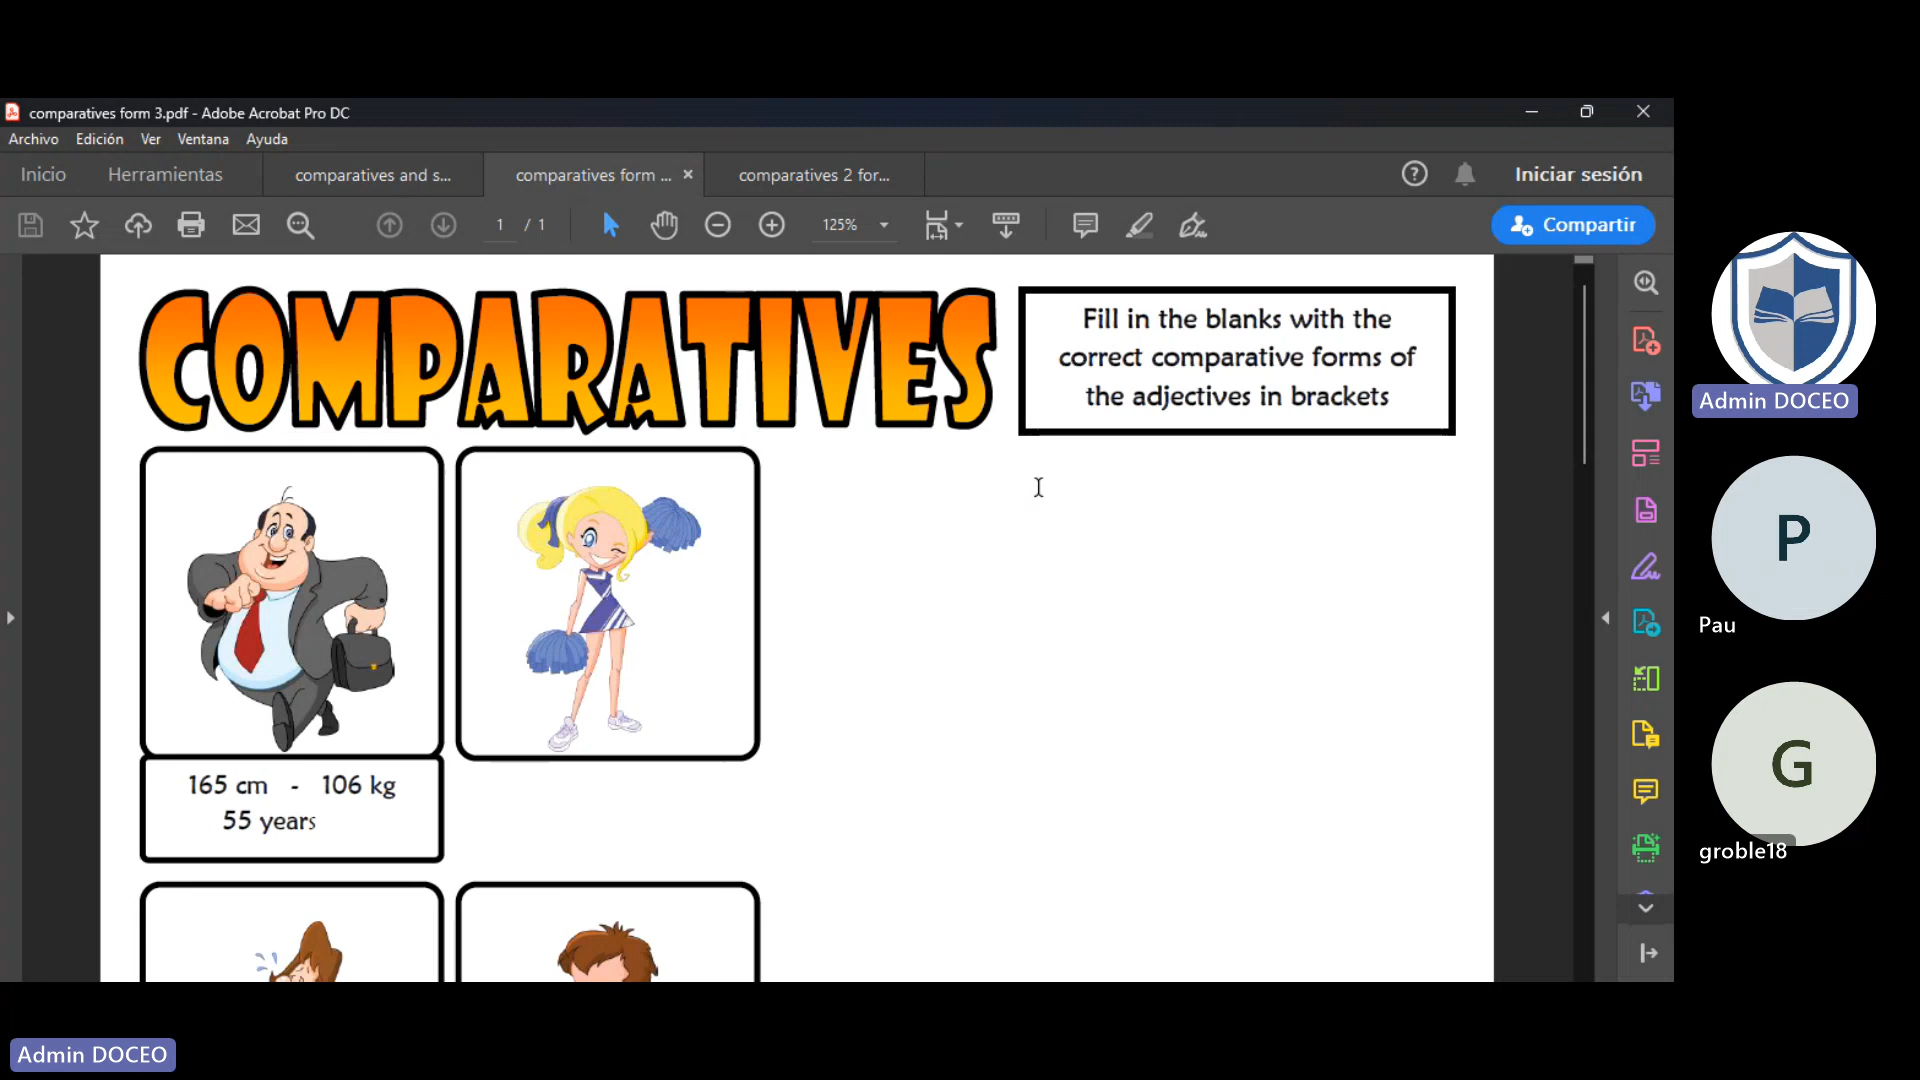 comparatives form 3.pdf - Adobe Acrobat Pro DC
Archivo Edición Ver Ventana Ayuda
Inicio Herramientas comparatives and s... comparatives form ... comparatives 2 for... Iniciar sesión
1 / 1 125% Compartir
COMPARATIVES
Fill in the blanks with the
correct comparative forms of
the adjectives in brackets
165 cm - 106 kg
55 years
Admin DOCEO
P
Pau
G
groble18
Admin DOCEO